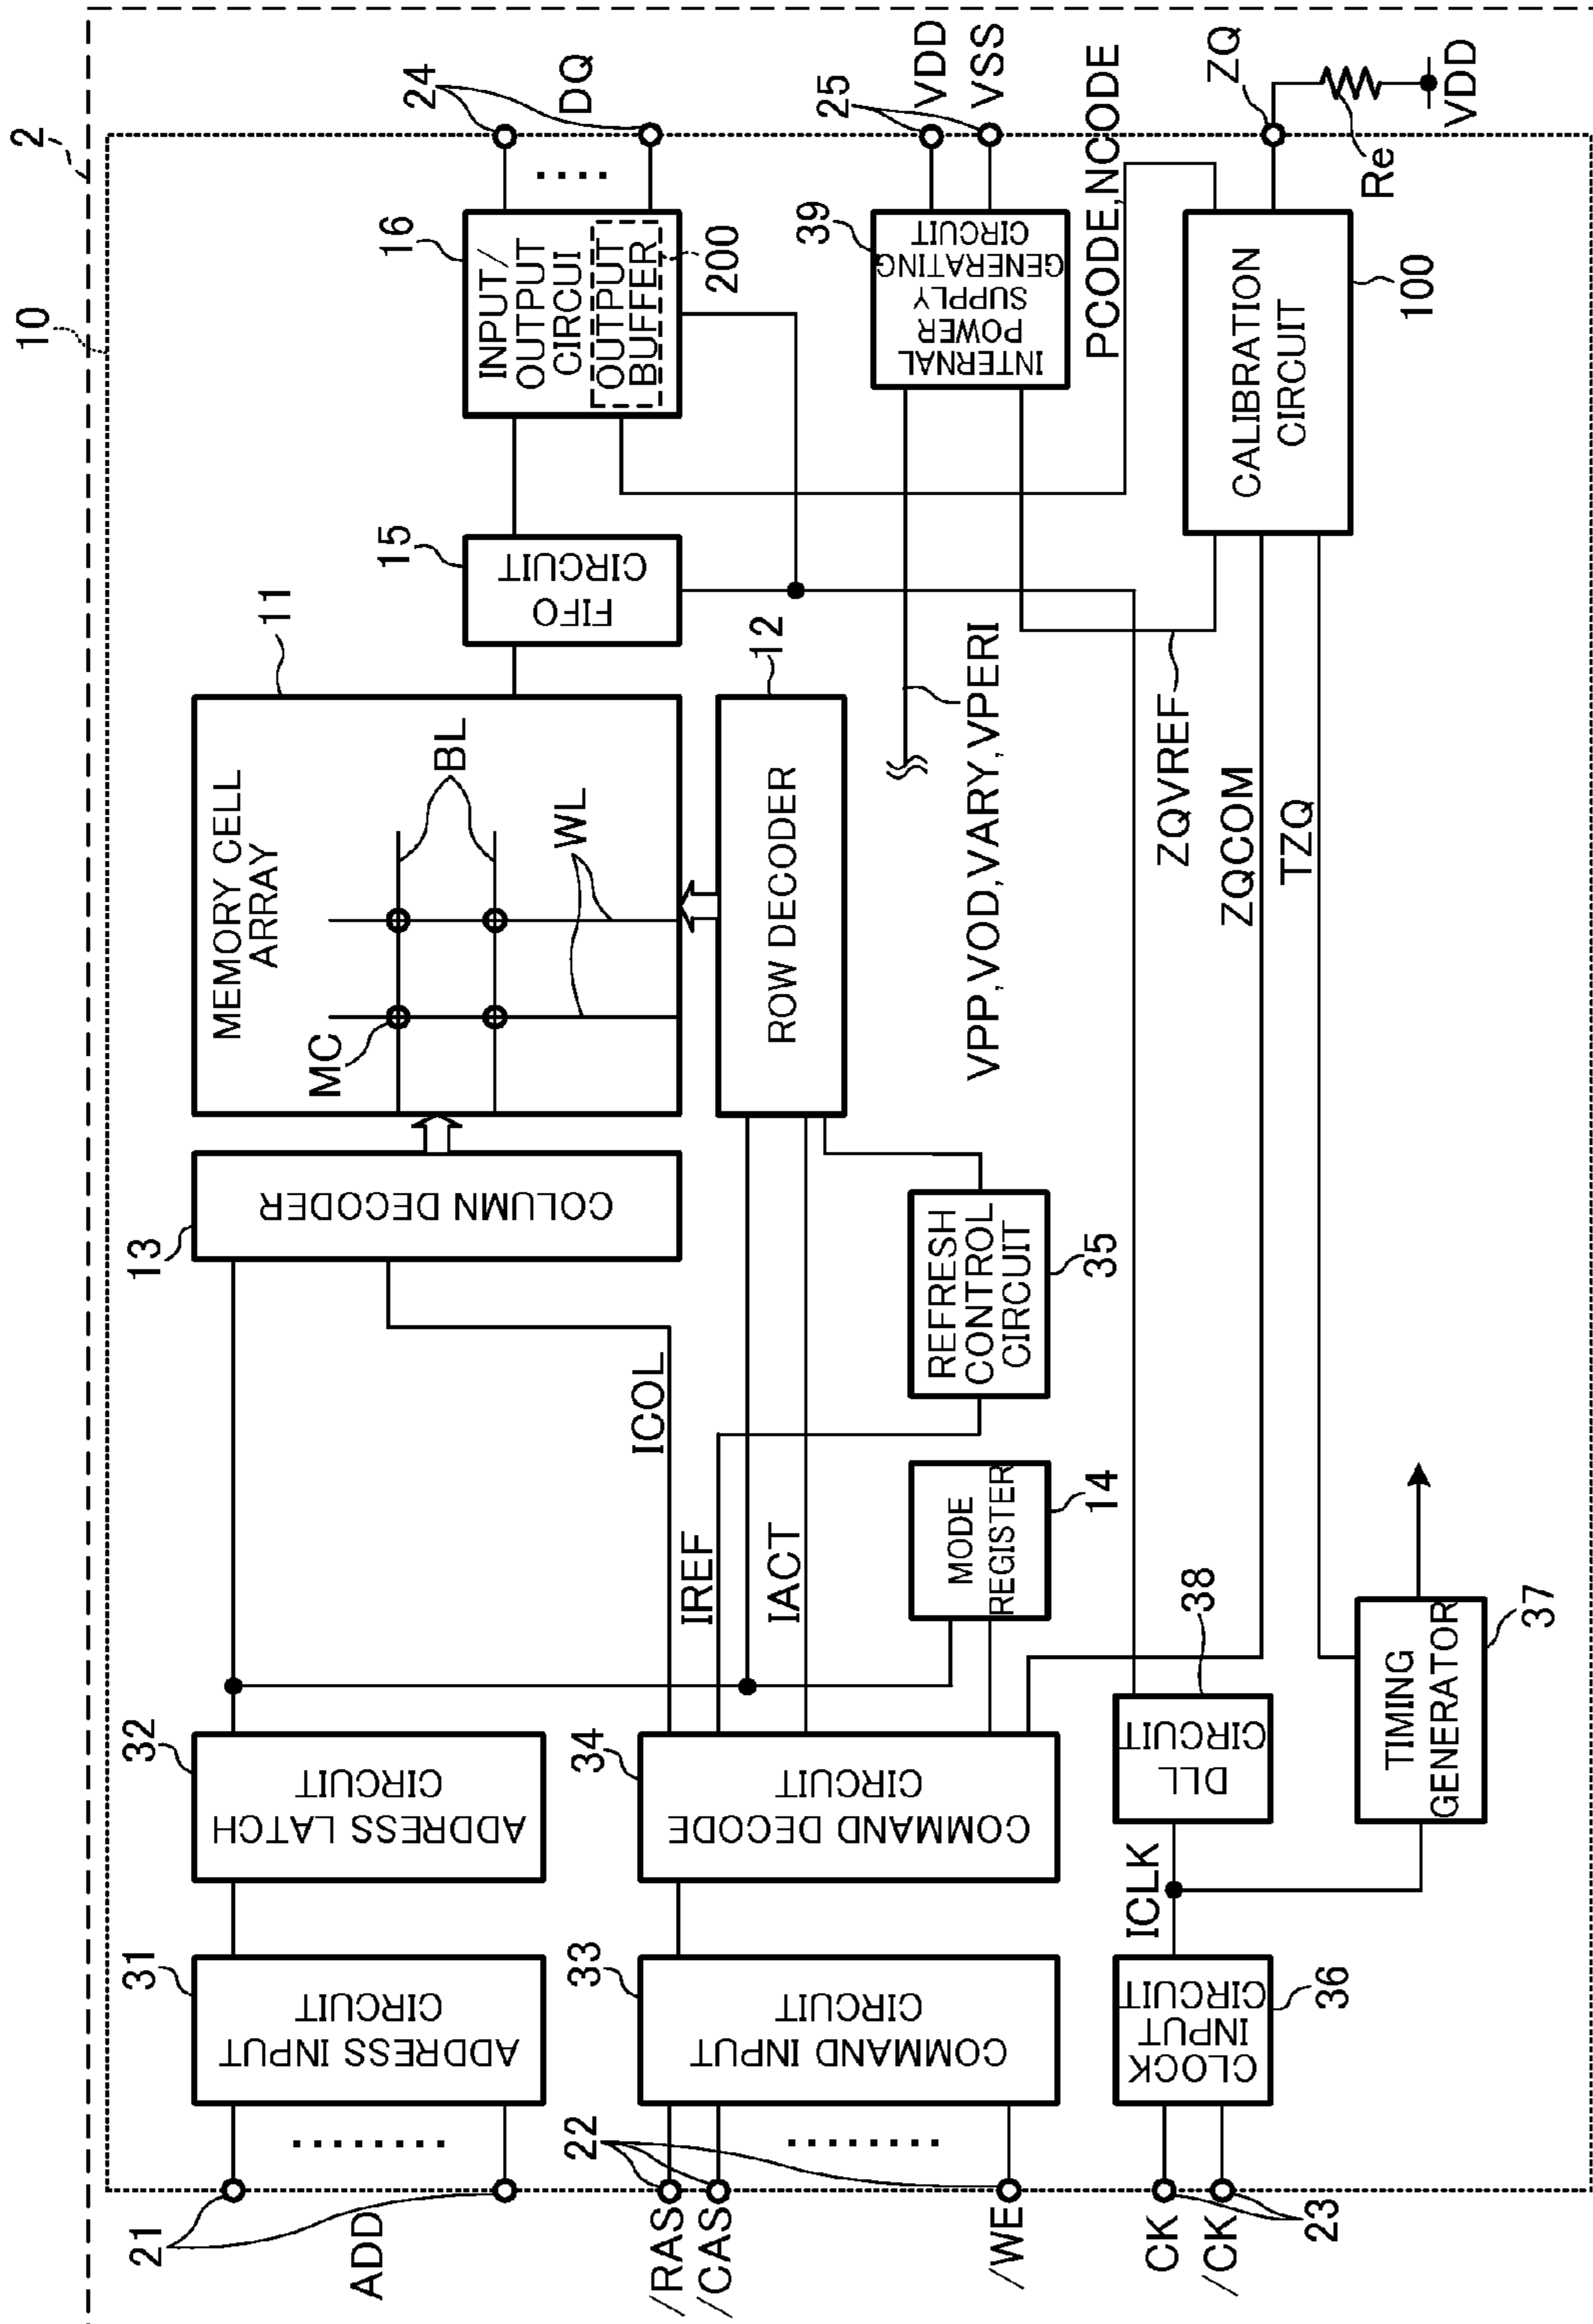 2
10
21
ADD
31
ADDRESS INPUT
CIRCUIT
32
ADDRESS LATCH
CIRCUIT
13
COLUMN DECODER
11
MEMORY CELL
ARRAY
MC
BL
WL
15
FIFO
CIRCUIT
16
INPUT/
OUTPUT
CIRCUI
OUTPUT
BUFFER
200
24
DQ
/RAS
/CAS
22
/WE
33
COMMAND INPUT
CIRCUIT
34
COMMAND DECODE
CIRCUIT
ICOL
IREF
IACT
12
ROW DECODER
MODE
REGISTER
14
REFRESH
CONTROL
CIRCUIT
35
VPP,VOD,VARY,VPERI
39
INTERNAL
POWER
SUPPLY
GENERATING
CIRCUIT
25
VDD
VSS
PCODE,NCODE
CK
/CK
23
CLOCK
INPUT
CIRCUIT
36
ICLK
DLL
CIRCUIT
38
TIMING
GENERATOR
37
ZQVREF
ZQCOM
TZQ
CALIBRATION
CIRCUIT
100
ZQ
Re
VDD